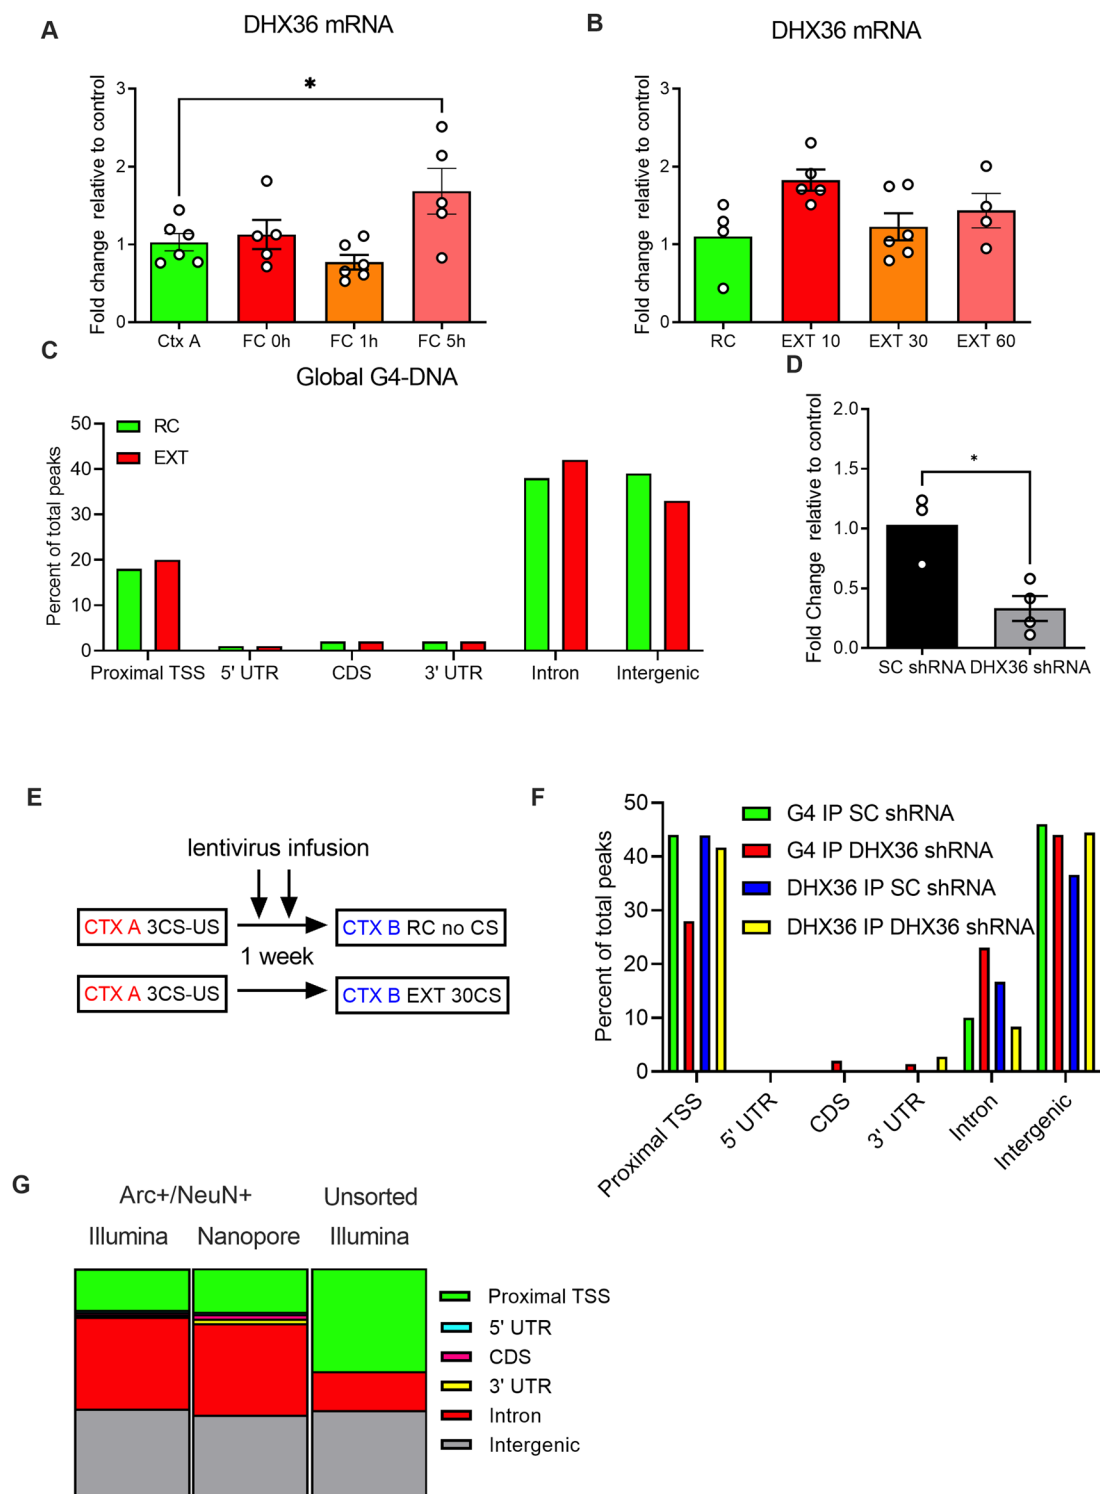 A
DHX36 mRNA
Fold change relative to control
3
2
1
0
*
Ctx A
FC 0h
FC 1h
FC 5h
B
DHX36 mRNA
Fold change relative to control
3
2
1
0
RC
EXT 10
EXT 30
EXT 60
C
Global G4-DNA
RC
EXT
Percent of total peaks
50
40
30
20
10
0
Proximal TSS
5' UTR
CDS
3' UTR
Intron
Intergenic
D
Fold Change relative to control
2.0
1.5
1.0
0.5
0.0
*
SC shRNA
DHX36 shRNA
E
lentivirus infusion
CTX A 3CS-US
CTX B RC no CS
1 week
CTX A 3CS-US
CTX B EXT 30CS
F
Percent of total peaks
50
40
30
20
10
0
G4 IP SC shRNA
G4 IP DHX36 shRNA
DHX36 IP SC shRNA
DHX36 IP DHX36 shRNA
Proximal TSS
5' UTR
CDS
3' UTR
Intron
Intergenic
G
Arc+/NeuN+
Unsorted
Illumina
Nanopore
Illumina
Proximal TSS
5' UTR
CDS
3' UTR
Intron
Intergenic